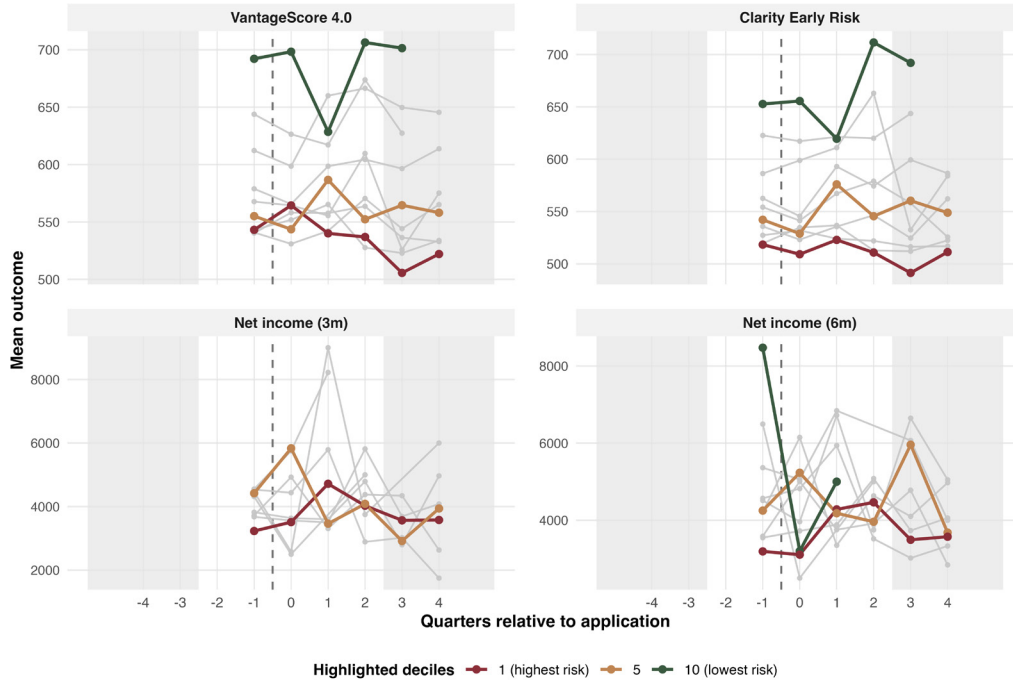 VantageScore 4.0
Clarity Early Risk
700
650
600
550
500
700
650
600
550
500
Mean outcome
Net income (3m)
Net income (6m)
8000
6000
4000
2000
8000
6000
4000
-4 -3 -2 -1 0 1 2 3 4
-4 -3 -2 -1 0 1 2 3 4
Quarters relative to application
Highlighted deciles 1 (highest risk) 5 10 (lowest risk)